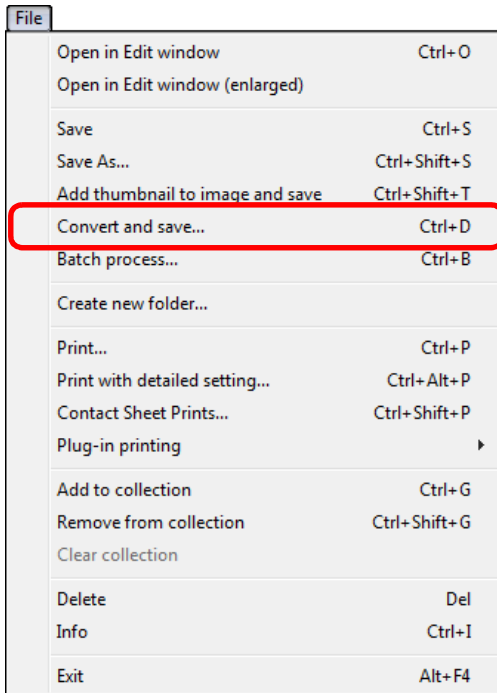 File
Open in Edit window Ctrl+O
Open in Edit window (enlarged)
Save Ctrl+S
Save As... Ctrl+Shift+S
Add thumbnail to image and save Ctrl+Shift+T
Convert and save... Ctrl+D
Batch process... Ctrl+B
Create new folder...
Print... Ctrl+P
Print with detailed setting... Ctrl+Alt+P
Contact Sheet Prints... Ctrl+Shift+P
Plug-in printing
Add to collection Ctrl+G
Remove from collection Ctrl+Shift+G
Clear collection
Delete Del
Info Ctrl+I
Exit Alt+F4